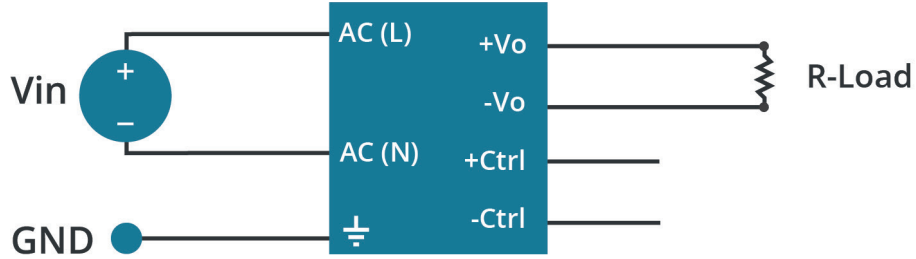 AC (L)
+Vo
Vin
+
−
R-Load
-Vo
AC (N)
+Ctrl
-Ctrl
GND